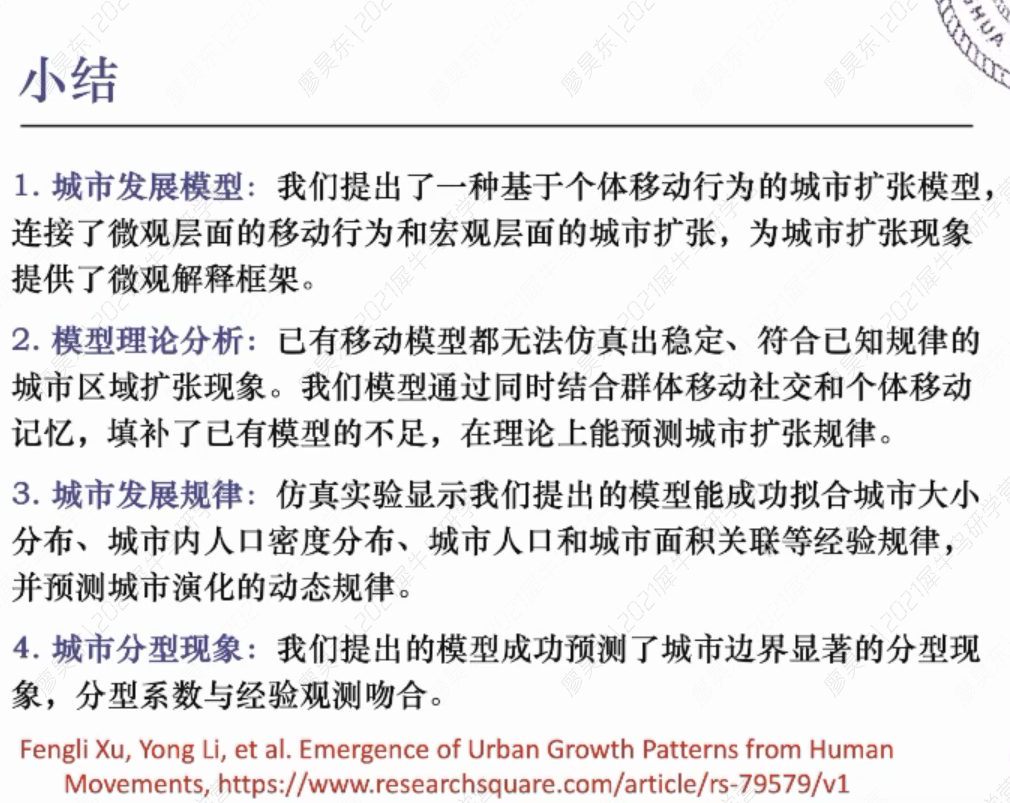 小结
1. 城市发展模型：我们提出了一种基于个体移动行为的城市扩张模型，
连接了微观层面的移动行为和宏观层面的城市扩张，为城市扩张现象
提供了微观解释框架。
2. 模型理论分析：已有移动模型都无法仿真出稳定、符合已知规律的
城市区域扩张现象。我们模型通过同时结合群体移动社交和个体移动
记忆，填补了已有模型的不足，在理论上能预测城市扩张规律。
3. 城市发展规律：仿真实验显示我们提出的模型能成功拟合城市大小
分布、城市内人口密度分布、城市人口和城市面积关联等经验规律，
并预测城市演化的动态规律。
4. 城市分型现象：我们提出的模型成功预测了城市边界显著的分型现
象，分型系数与经验观测吻合。
Fengli Xu, Yong Li, et al. Emergence of Urban Growth Patterns from Human
Movements, https://www.researchsquare.com/article/rs-79579/v1